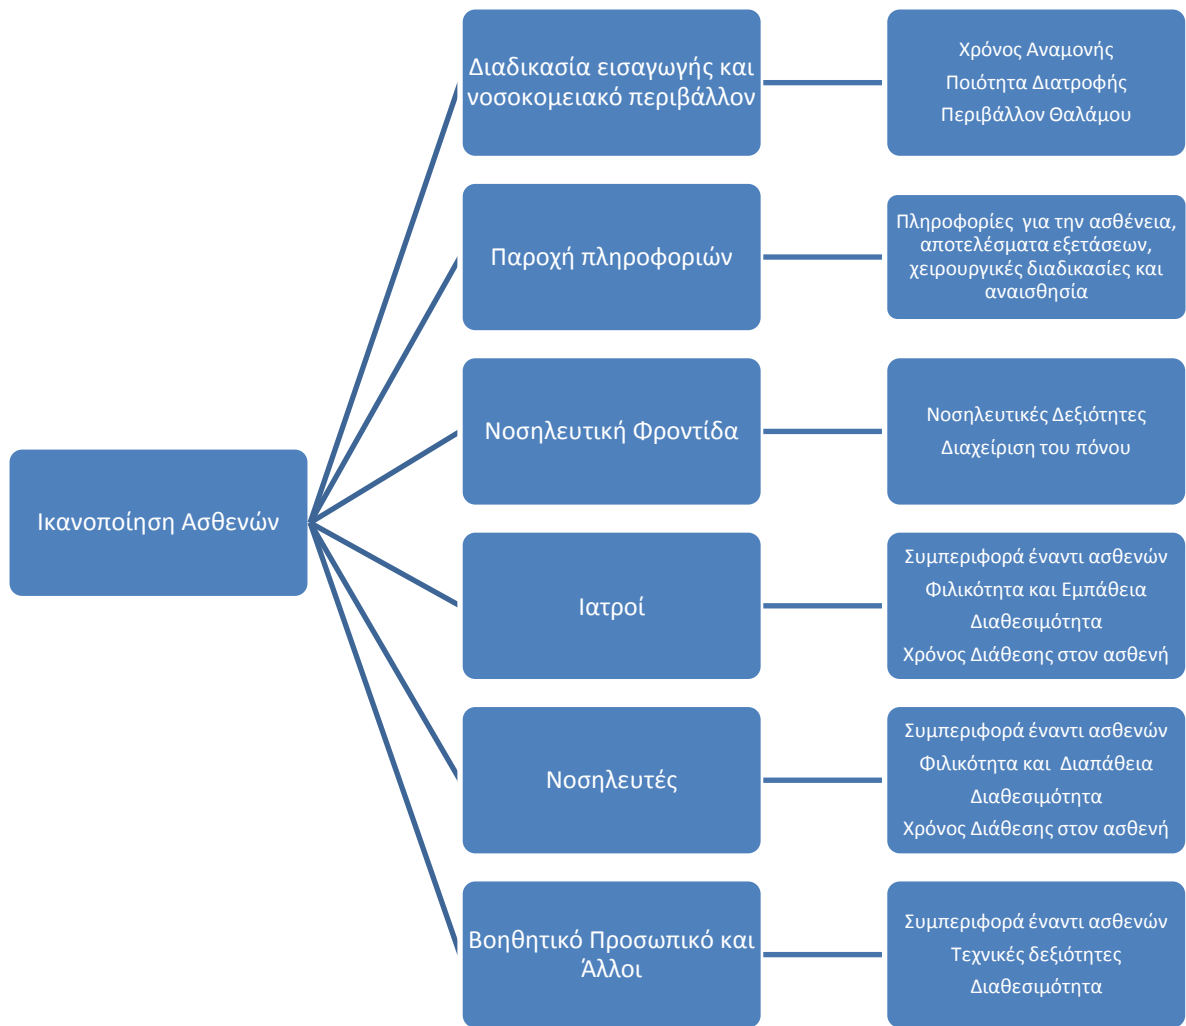 Διαδικασία εισαγωγής και
νοσοκομειακό περιβάλλον
Χρόνος Αναμονής
Ποιότητα Διατροφής
Περιβάλλον Θαλάμου
Παροχή πληροφοριών
Πληροφορίες για την ασθένεια,
αποτελέσματα εξετάσεων,
χειρουργικές διαδικασίες και
αναισθησία
Νοσηλευτική Φροντίδα
Νοσηλευτικές Δεξιότητες
Διαχείριση του πόνου
Ικανοποίηση Ασθενών
Ιατροί
Συμπεριφορά έναντι ασθενών
Φιλικότητα και Εμπάθεια
Διαθεσιμότητα
Χρόνος Διάθεσης στον ασθενή
Νοσηλευτές
Συμπεριφορά έναντι ασθενών
Φιλικότητα και Διαπάθεια
Διαθεσιμότητα
Χρόνος Διάθεσης στον ασθενή
Βοηθητικό Προσωπικό και
Άλλοι
Συμπεριφορά έναντι ασθενών
Τεχνικές δεξιότητες
Διαθεσιμότητα